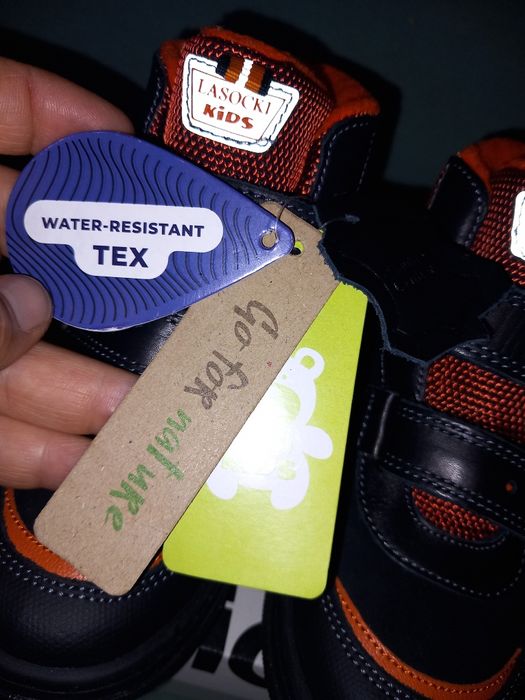 LASOCKI
KiDS
WATER-RESISTANT
TEX
Go for
natuRe